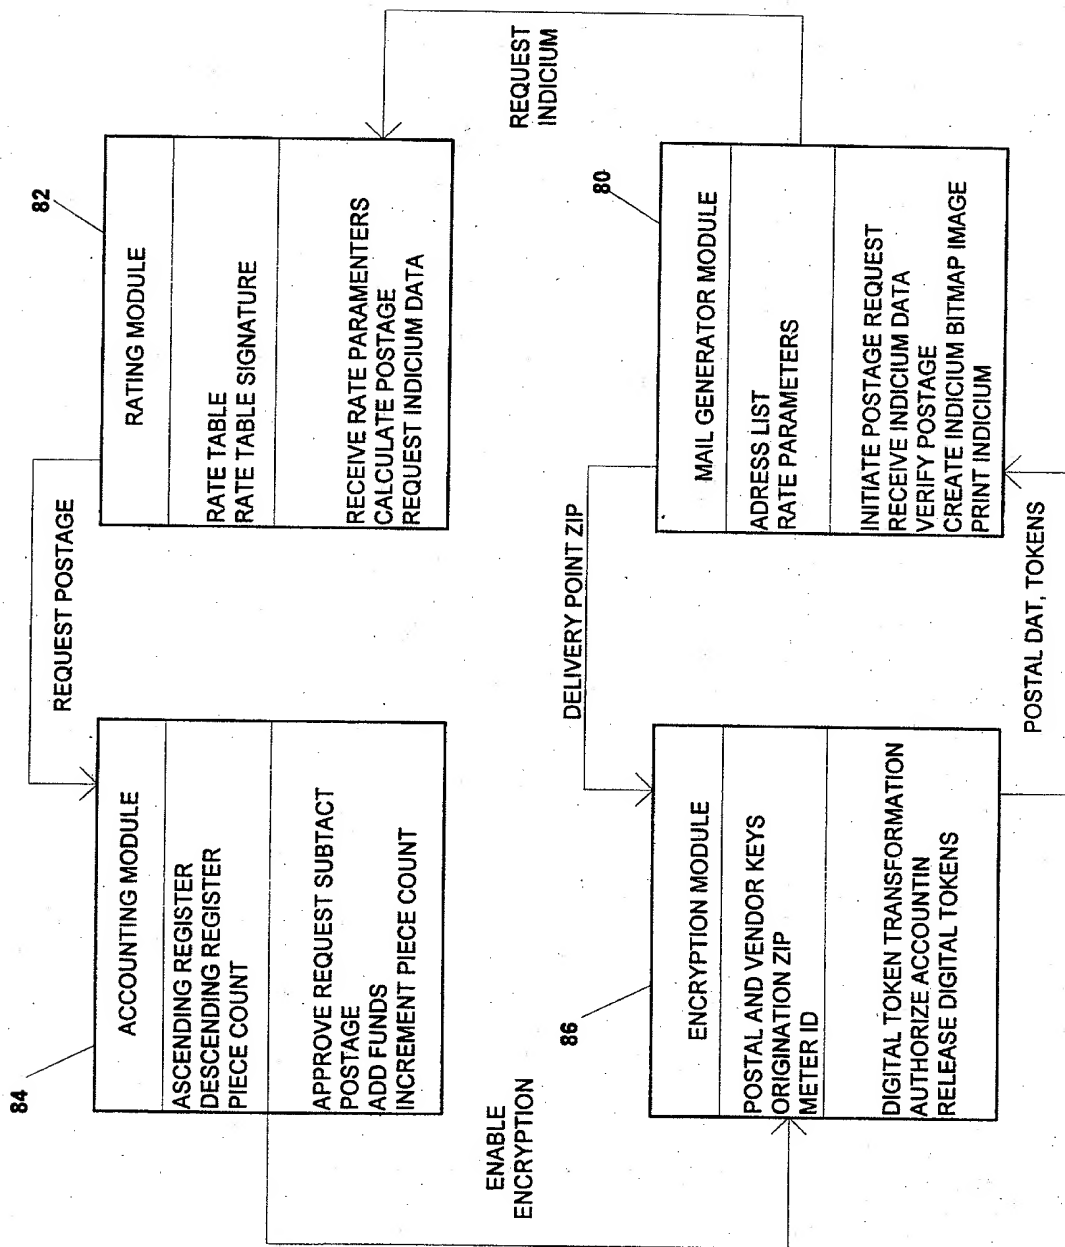 84
ACCOUNTING MODULE
ASCENDING REGISTER
DESCENDING REGISTER
PIECE COUNT
APPROVE REQUEST SUBTACT
POSTAGE
ADD FUNDS
INCREMENT PIECE COUNT
REQUEST POSTAGE
82
RATING MODULE
RATE TABLE
RATE TABLE SIGNATURE
RECEIVE RATE PARAMENTERS
CALCULATE POSTAGE
REQUEST INDICIUM DATA
ENABLE
ENCRYPTION
REQUEST
INDICIUM
86
ENCRYPTION MODULE
POSTAL AND VENDOR KEYS
ORIGINATION ZIP
METER ID
DIGITAL TOKEN TRANSFORMATION
AUTHORIZE ACCOUNTIN
RELEASE DIGITAL TOKENS
DELIVERY POINT ZIP
80
MAIL GENERATOR MODULE
ADRESS LIST
RATE PARAMETERS
INITIATE POSTAGE REQUEST
RECEIVE INDICIUM DATA
VERIFY POSTAGE
CREATE INDICIUM BITMAP IMAGE
PRINT INDICIUM
POSTAL DAT, TOKENS